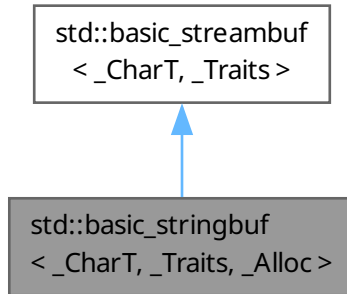 std::basic_streambuf
< _CharT, _Traits >
std::basic_stringbuf
< _CharT, _Traits, _Alloc >